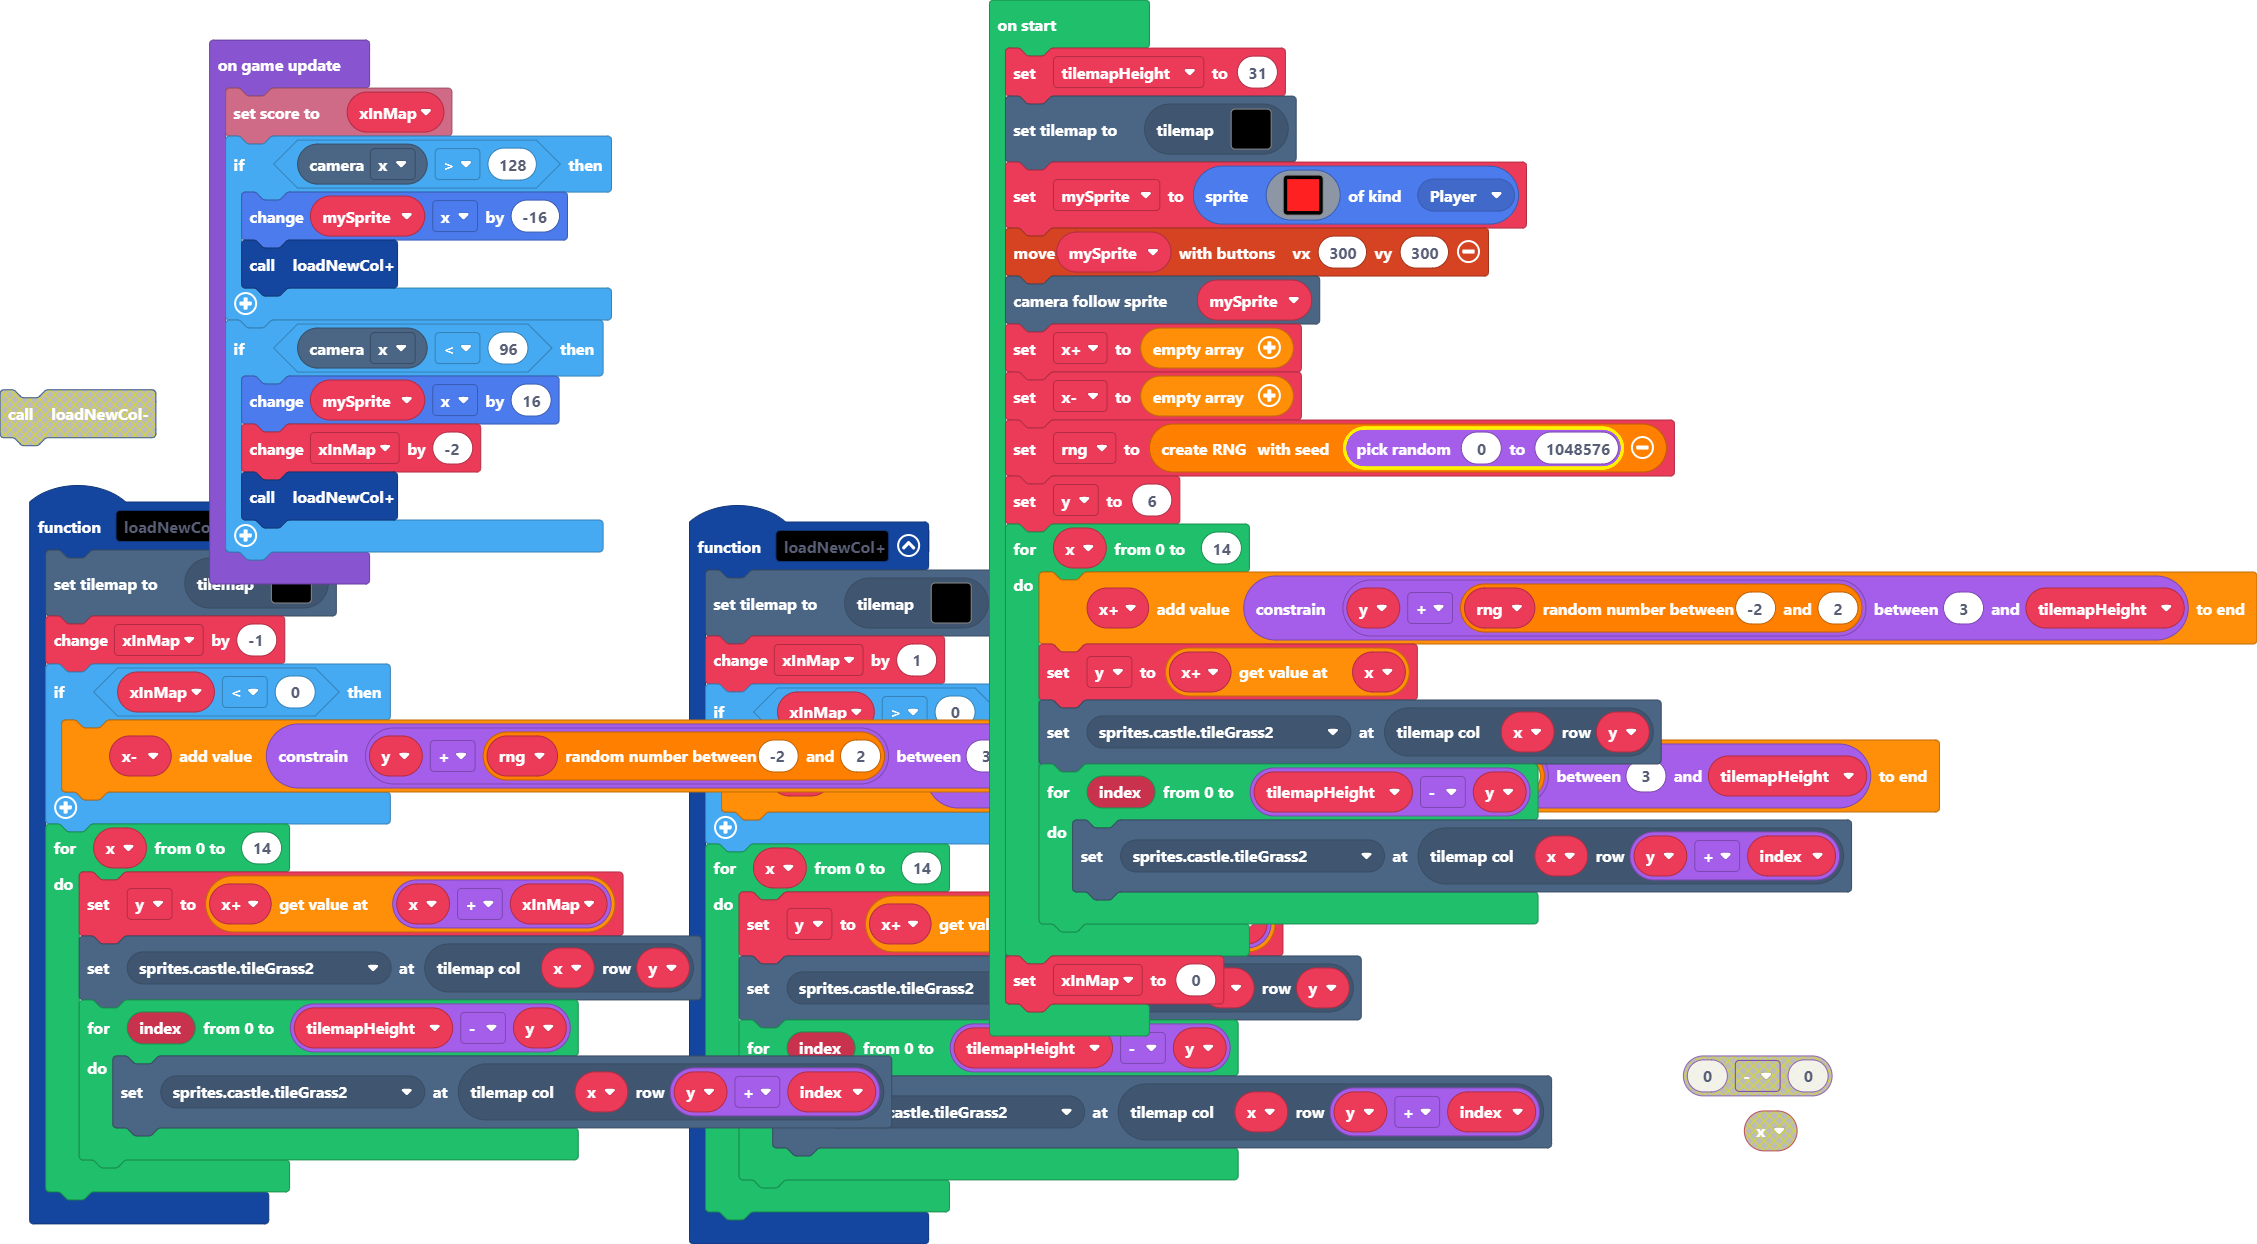 on game update
set score to xInMap
if camera x > 128 then
change mySprite x by -16
call loadNewCol+
if camera x < 96 then
change mySprite x by 16
change xInMap by -2
call loadNewCol+
call loadNewCol-
function loadNewCo
set tilemap to tilemap
change xInMap by -1
if xInMap < 0 then
x- add value constrain y + rng random number between -2 and 2 between 3
for x from 0 to 14
do
set y to x+ get value at x + xInMap
set sprites.castle.tileGrass2 at tilemap col x row y
for index from 0 to tilemapHeight - y
do
set sprites.castle.tileGrass2 at tilemap col x row y + index
function loadNewCol+
set tilemap to tilemap
change xInMap by 1
if xInMap > 0
between 3 and tilemapHeight to end
for x from 0 to 14
do
set y to x+ get val
set sprites.castle.tileGrass2 row y
for index from 0 to tilemapHeight - y
castle.tileGrass2 at tilemap col x row y + index
on start
set tilemapHeight to 31
set tilemap to tilemap
set mySprite to sprite of kind Player
move mySprite with buttons vx 300 vy 300
camera follow sprite mySprite
set x+ to empty array
set x- to empty array
set rng to create RNG with seed pick random 0 to 1048576
set y to 6
for x from 0 to 14
do
x+ add value constrain y + rng random number between -2 and 2 between 3 and tilemapHeight to end
set y to x+ get value at x
set sprites.castle.tileGrass2 at tilemap col x row y
for index from 0 to tilemapHeight - y
do
set sprites.castle.tileGrass2 at tilemap col x row y + index
set xInMap to 0
0 - 0
x